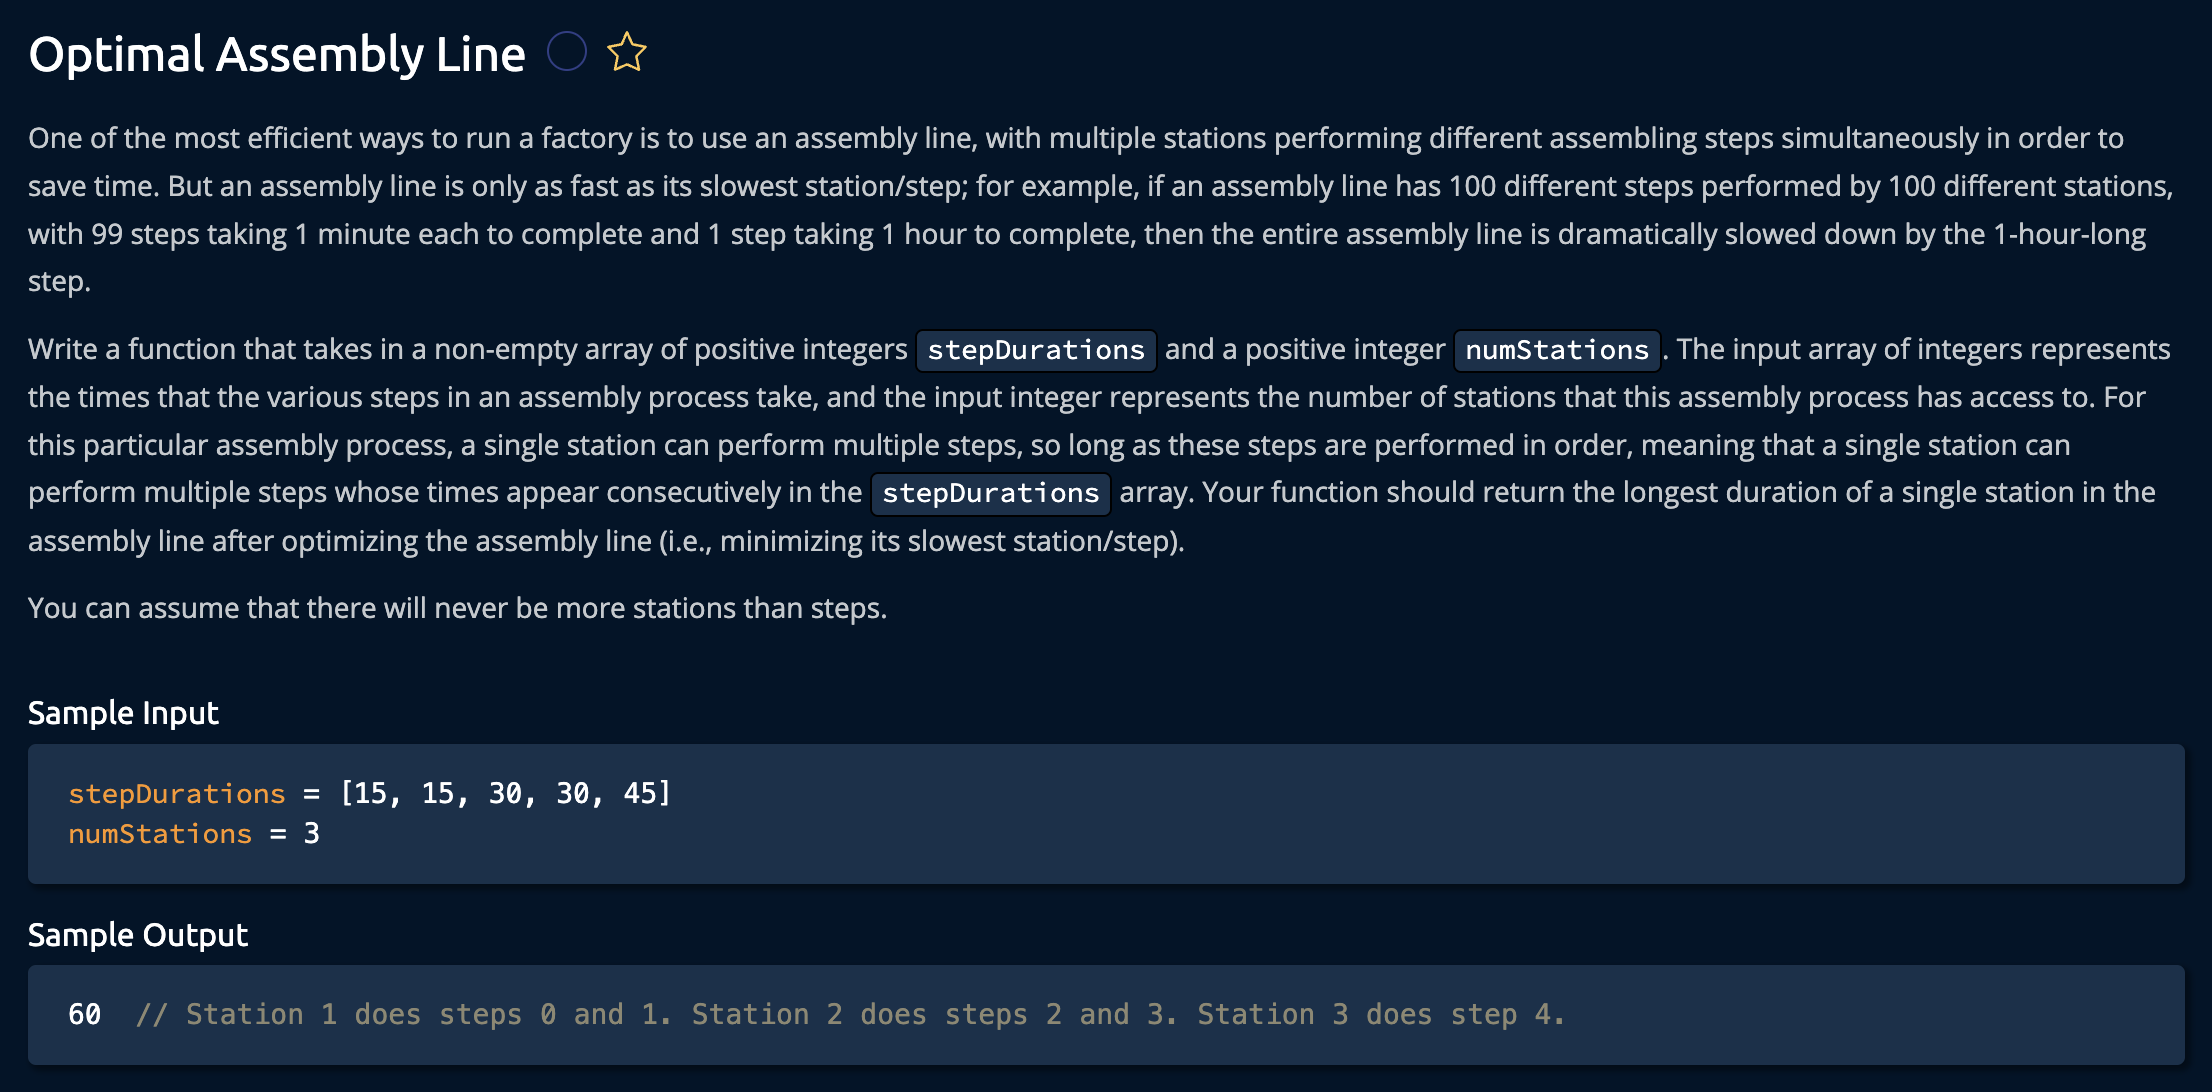 Optimal Assembly Line
One of the most efficient ways to run a factory is to use an assembly line, with multiple stations performing different assembling steps simultaneously in order to
save time. But an assembly line is only as fast as its slowest station/step; for example, if an assembly line has 100 different steps performed by 100 different stations,
with 99 steps taking 1 minute each to complete and 1 step taking 1 hour to complete, then the entire assembly line is dramatically slowed down by the 1-hour-long
step.
Write a function that takes in a non-empty array of positive integers stepDurations and a positive integer numStations. The input array of integers represents
the times that the various steps in an assembly process take, and the input integer represents the number of stations that this assembly process has access to. For
this particular assembly process, a single station can perform multiple steps, so long as these steps are performed in order, meaning that a single station can
perform multiple steps whose times appear consecutively in the stepDurations array. Your function should return the longest duration of a single station in the
assembly line after optimizing the assembly line (i.e., minimizing its slowest station/step).
You can assume that there will never be more stations than steps.
Sample Input
stepDurations = [15, 15, 30, 30, 45]
numStations = 3
Sample Output
60 // Station 1 does steps 0 and 1. Station 2 does steps 2 and 3. Station 3 does step 4.